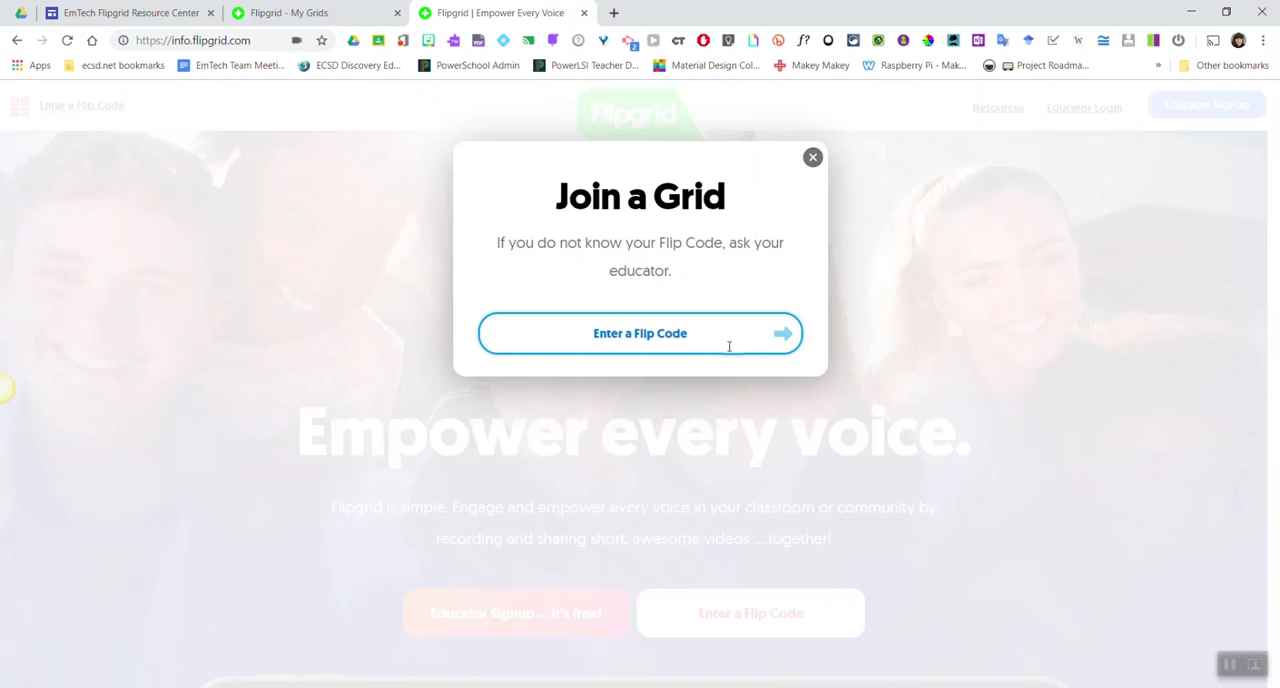 EmTech Flipgrid Resource Center
Flipgrid - My Grids
Flipgrid | Empower Every Voice
https://info.flipgrid.com
Apps
ecsd.net bookmarks
EmTech Team Meeti...
ECSD Discovery Ed...
PowerSchool Admin
PowerLSI Teacher D...
Material Design Col...
Makey Makey
Raspberry Pi - Mak...
Project Roadma...
»
Other bookmarks
Enter a Flip Code
Flipgrid
Resources
Educator Login
Educator Signup
Join a Grid
If you do not know your Flip Code, ask your
educator.
Enter a Flip Code
Empower every voice.
Flipgrid is simple. Engage and empower every voice in your classroom or community by
recording and sharing short, awesome videos ... together!
Educator Signup ... it's free!
Enter a Flip Code